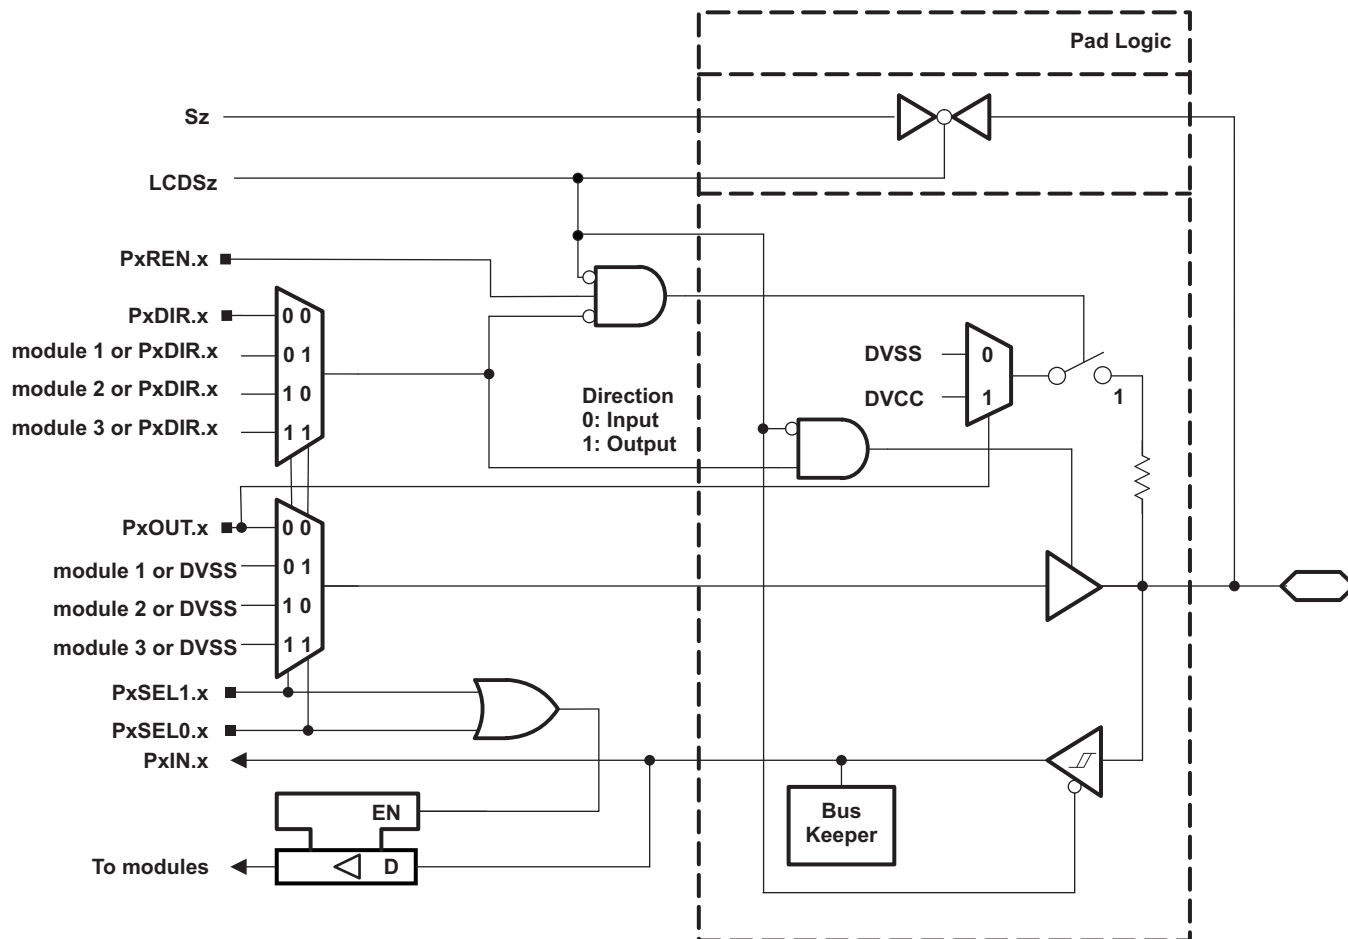 Pad Logic
Sz
LCDSz
PxREN.x
PxDIR.x
0 0
module 1 or PxDIR.x
0 1
module 2 or PxDIR.x
1 0
module 3 or PxDIR.x
1 1
Direction
0: Input
1: Output
DVSS
0
DVCC
1
1
PxOUT.x
0 0
module 1 or DVSS
0 1
module 2 or DVSS
1 0
module 3 or DVSS
1 1
PxSEL1.x
PxSEL0.x
PxIN.x
EN
Bus
Keeper
To modules
D